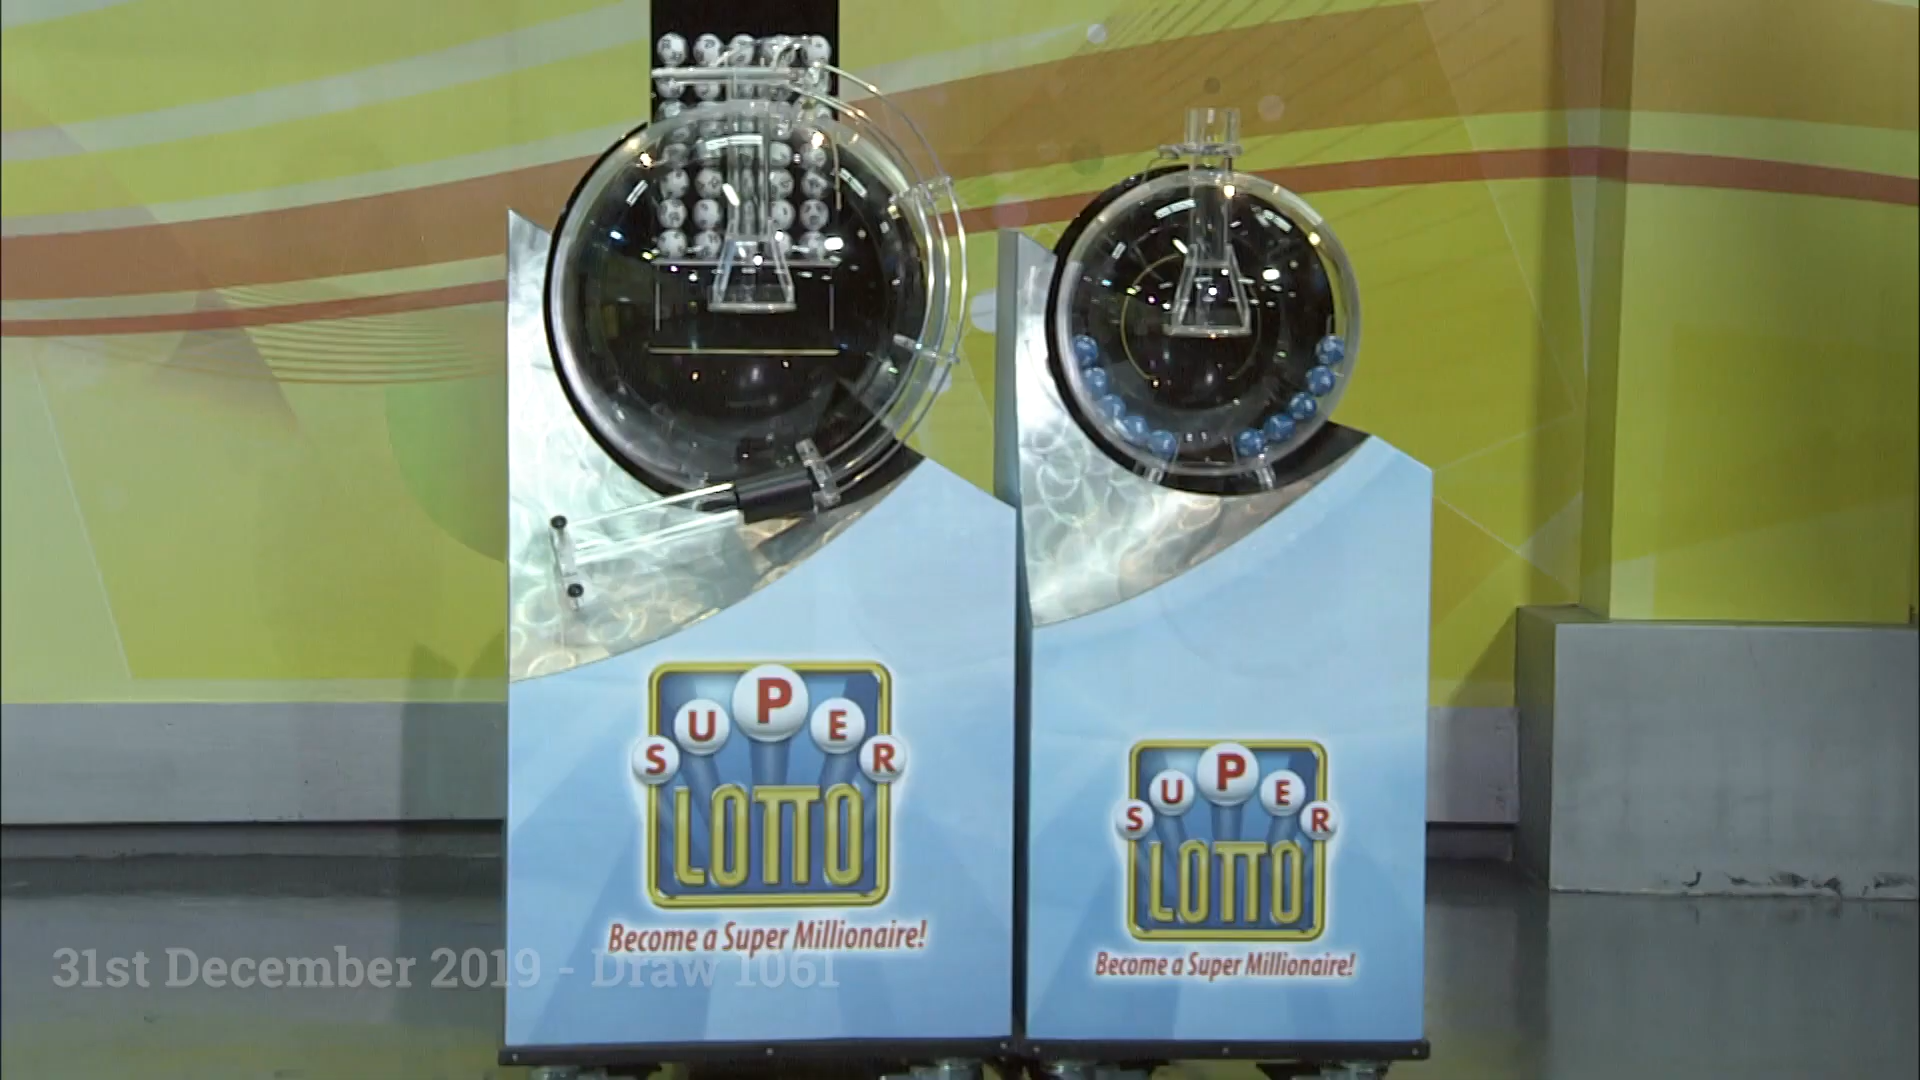 SUPER
LOTTO
Become a Super Millionaire!
SUPER
LOTTO
Become a Super Millionaire!
31st December 2019 - Draw 1061